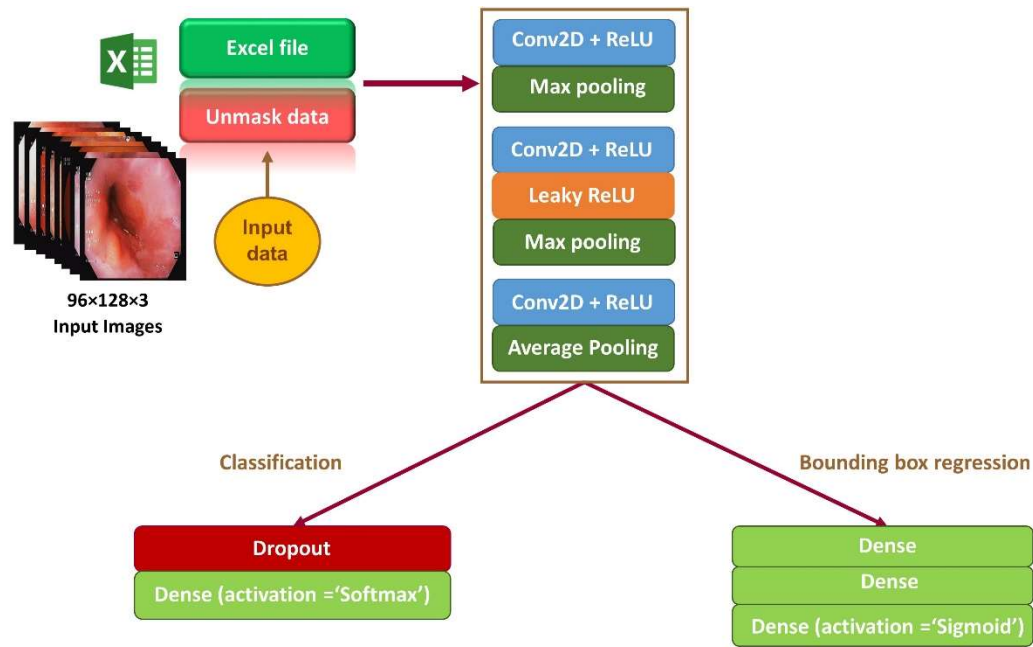 X
Excel file
Unmask data
Input
data
96×128×3
Input Images
Conv2D + ReLU
Max pooling
Conv2D + ReLU
Leaky ReLU
Max pooling
Conv2D + ReLU
Average Pooling
Classification
Bounding box regression
Dropout
Dense (activation =‘Softmax’)
Dense
Dense
Dense (activation =‘Sigmoid’)